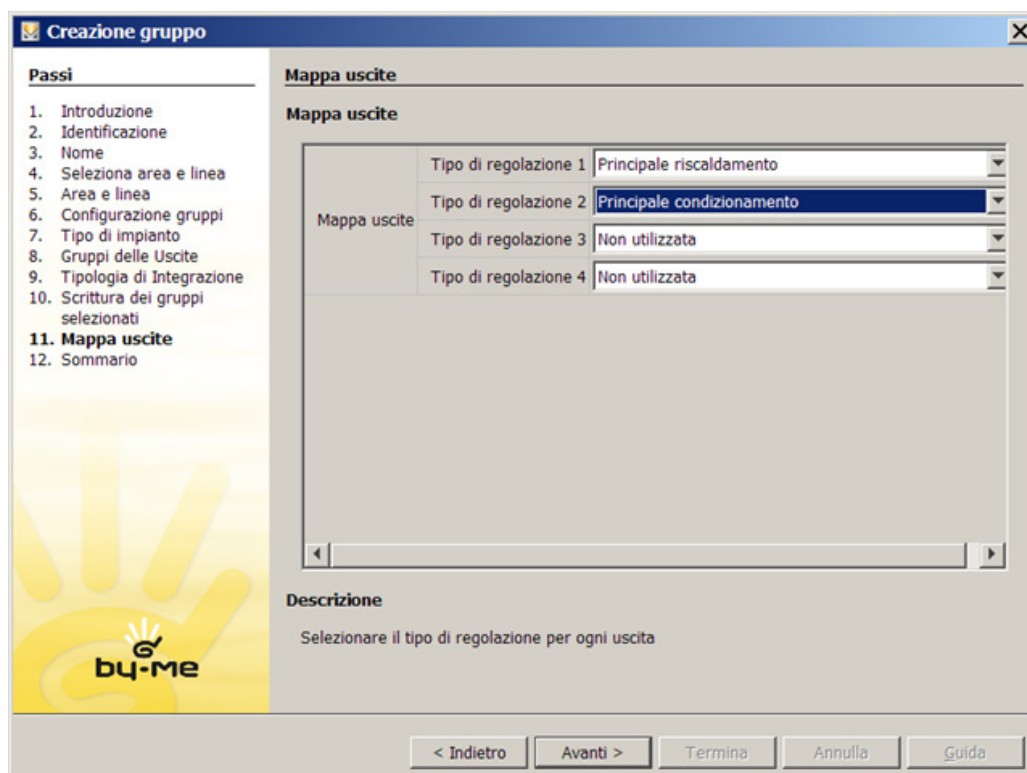 Creazione gruppo
Passi
1. Introduzione
2. Identificazione
3. Nome
4. Seleziona area e linea
5. Area e linea
6. Configurazione gruppi
7. Tipo di impianto
8. Gruppi delle Uscite
9. Tipologia di Integrazione
10. Scrittura dei gruppi
selezionati
11. Mappa uscite
12. Sommario
by-me
Mappa uscite
Mappa uscite
Mappa uscite
Tipo di regolazione 1 Principale riscaldamento
Tipo di regolazione 2 Principale condizionamento
Tipo di regolazione 3 Non utilizzata
Tipo di regolazione 4 Non utilizzata
Descrizione
Selezionare il tipo di regolazione per ogni uscita
< Indietro Avanti > Termina Annulla Guida